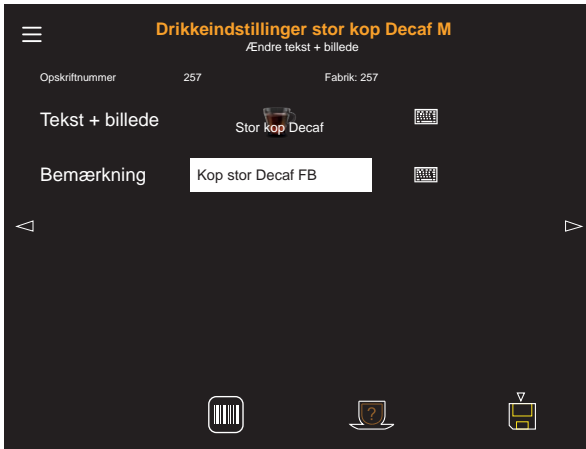 Drikkeindstillinger stor kop Decaf M
Ændre tekst + billede
Opskriftnummer 257 Fabrik: 257
Tekst + billede Stor kop Decaf
Bemærkning Kop stor Decaf FB
?